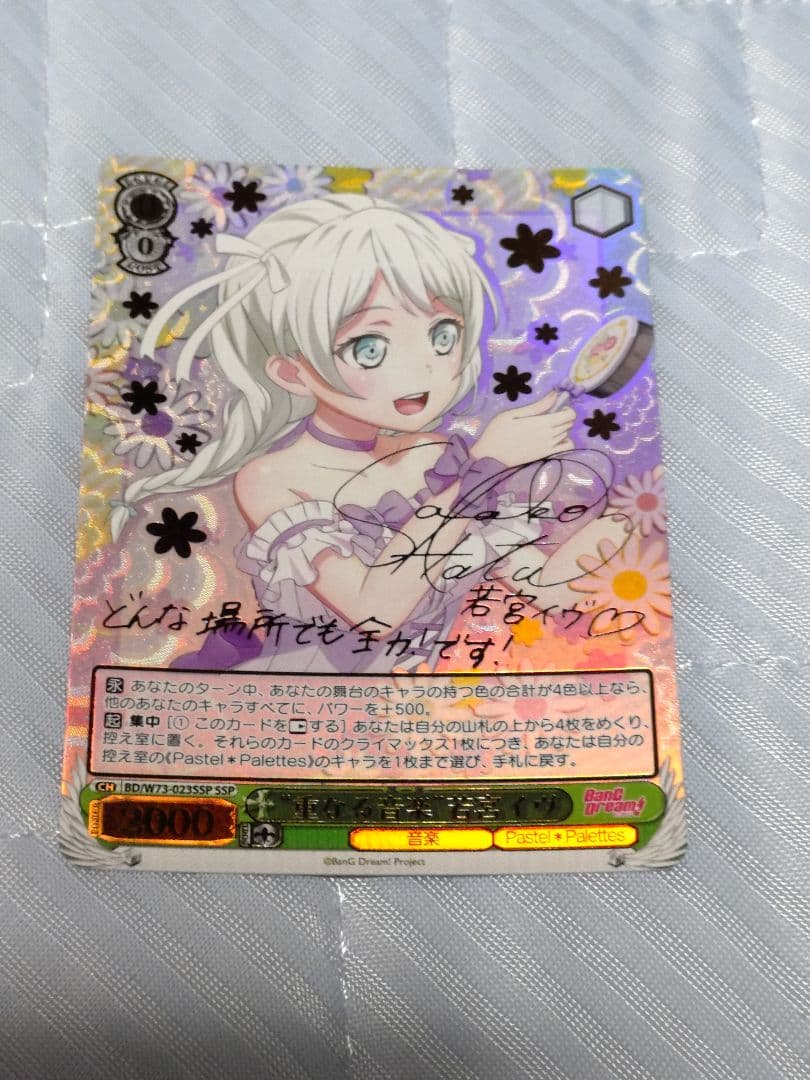 0
Satako
Hatu
若宮イヴ♡
どんな場所でも全力!です!
永 あなたのターン中、あなたの舞台のキャラの持つ色の合計が4色以上なら、
他のあなたのキャラすべてに、パワーを+500。
起 集中 [① このカードを する] あなたは自分の山札の上から4枚をめくり、
控え室に置く。それらのカードのクライマックス1枚につき、あなたは自分の
控え室の《Pastel*Palettes》のキャラを1枚まで選び、手札に戻す。
CH BD/W73-023SSP SSP
"重なる音楽"若宮 イヴ
BanG Dream!
POWER 2000
SOUL
音楽 Pastel*Palettes
©BanG Dream! Project